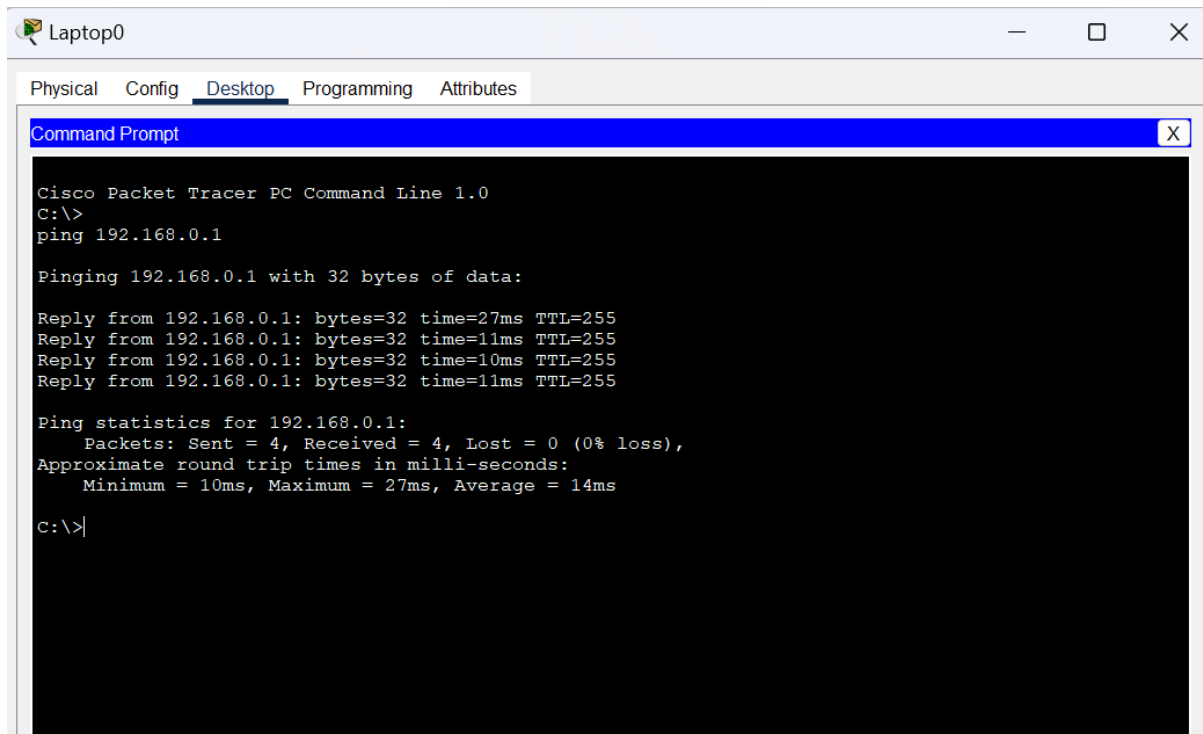 Laptop0
Physical Config Desktop Programming Attributes
Command Prompt X
Cisco Packet Tracer PC Command Line 1.0
C:\>
ping 192.168.0.1
Pinging 192.168.0.1 with 32 bytes of data:
Reply from 192.168.0.1: bytes=32 time=27ms TTL=255
Reply from 192.168.0.1: bytes=32 time=11ms TTL=255
Reply from 192.168.0.1: bytes=32 time=10ms TTL=255
Reply from 192.168.0.1: bytes=32 time=11ms TTL=255
Ping statistics for 192.168.0.1:
    Packets: Sent = 4, Received = 4, Lost = 0 (0% loss),
Approximate round trip times in milli-seconds:
    Minimum = 10ms, Maximum = 27ms, Average = 14ms
C:\>